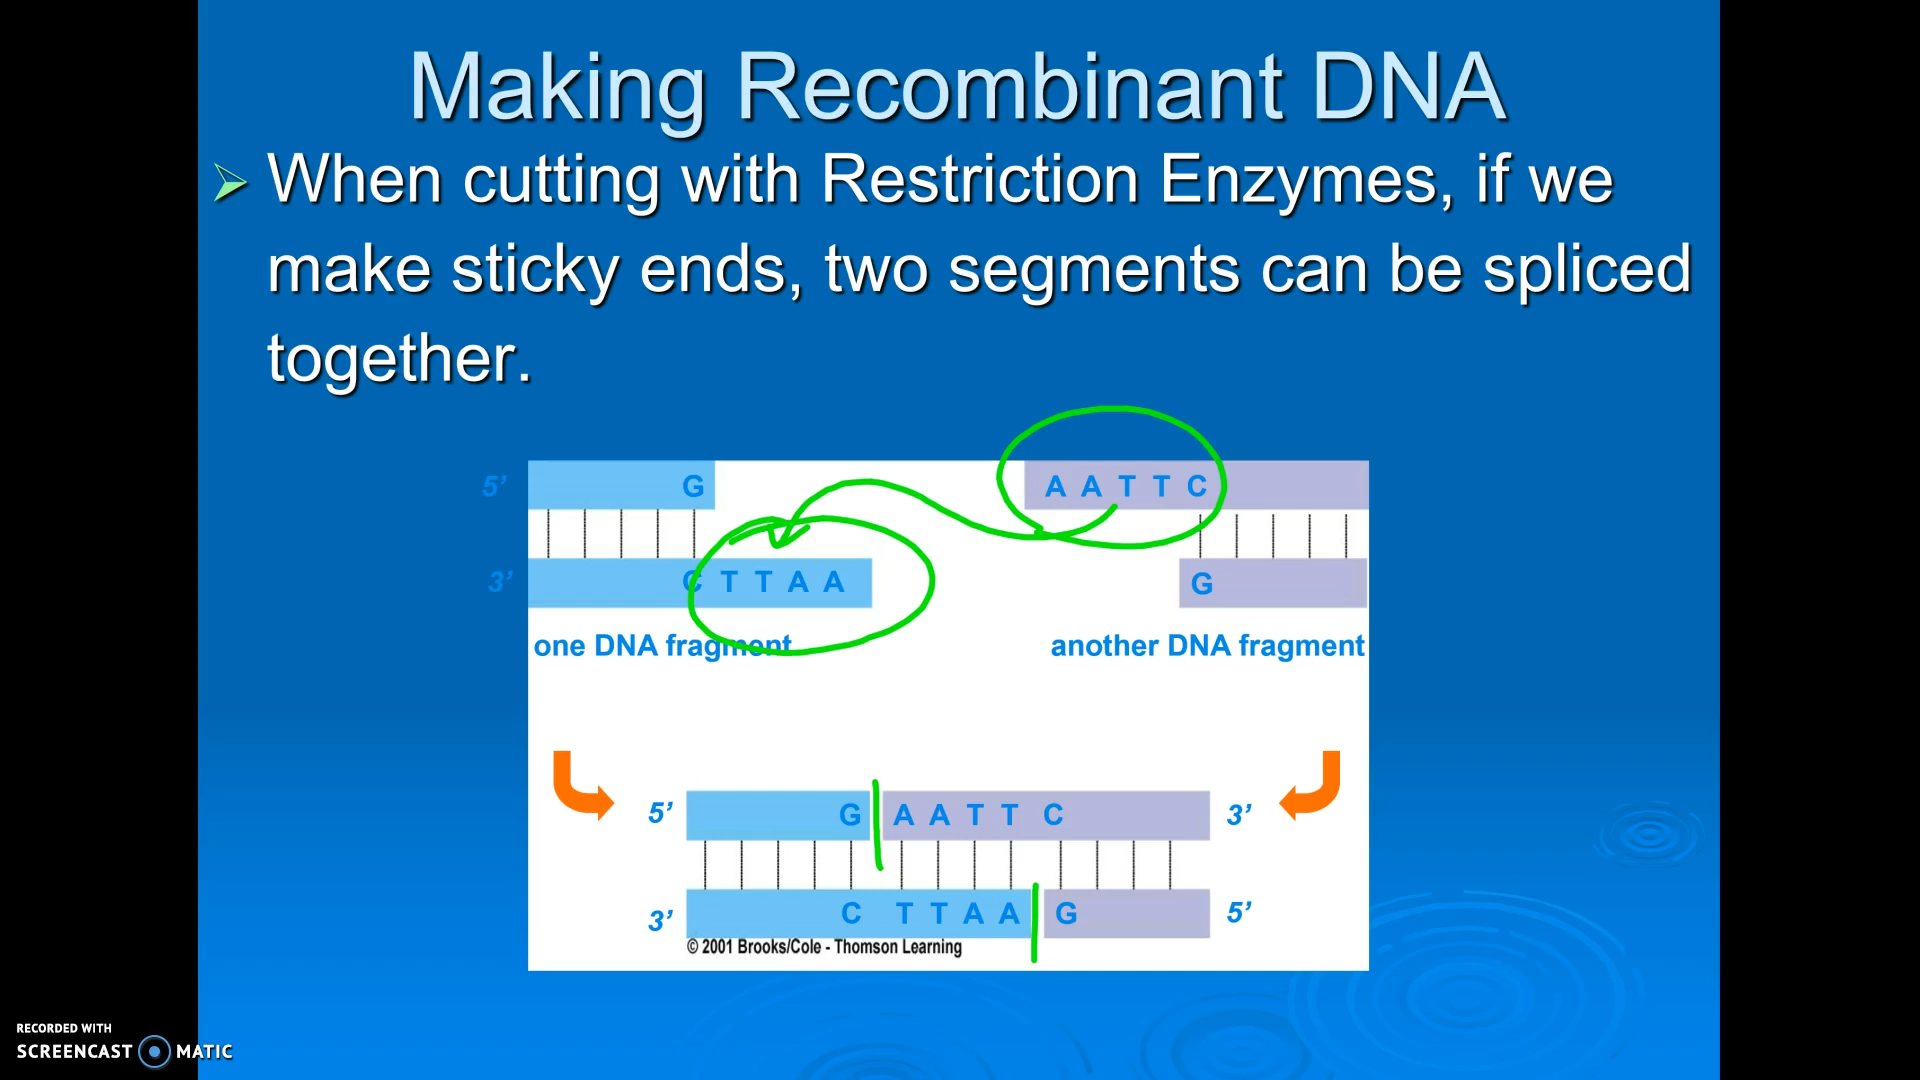 Making Recombinant DNA
When cutting with Restriction Enzymes, if we
make sticky ends, two segments can be spliced
together.
5’ G A A T T C
3’ C T T A A G
one DNA fragment another DNA fragment
5’ G A A T T C 3’
3’ C T T A A G 5’
© 2001 Brooks/Cole - Thomson Learning
RECORDED WITH
SCREENCAST MATIC